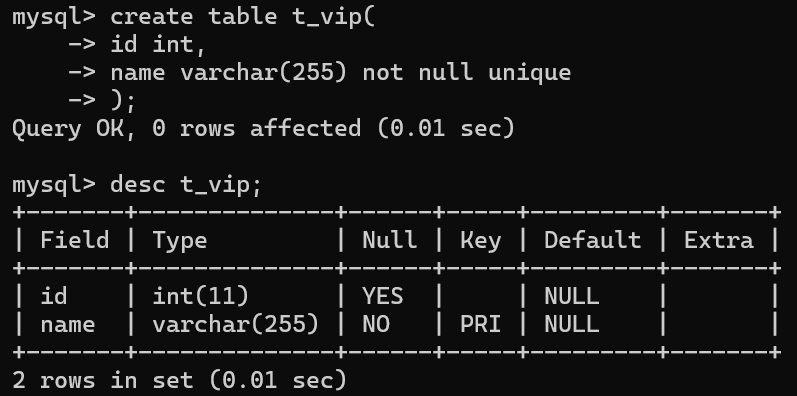 mysql> create table t_vip(
    -> id int,
    -> name varchar(255) not null unique
    -> );
Query OK, 0 rows affected (0.01 sec)

mysql> desc t_vip;
+-------+--------------+------+-----+---------+-------+
| Field | Type         | Null | Key | Default | Extra |
+-------+--------------+------+-----+---------+-------+
| id    | int(11)      | YES  |     | NULL    |       |
| name  | varchar(255) | NO   | PRI | NULL    |       |
+-------+--------------+------+-----+---------+-------+
2 rows in set (0.01 sec)